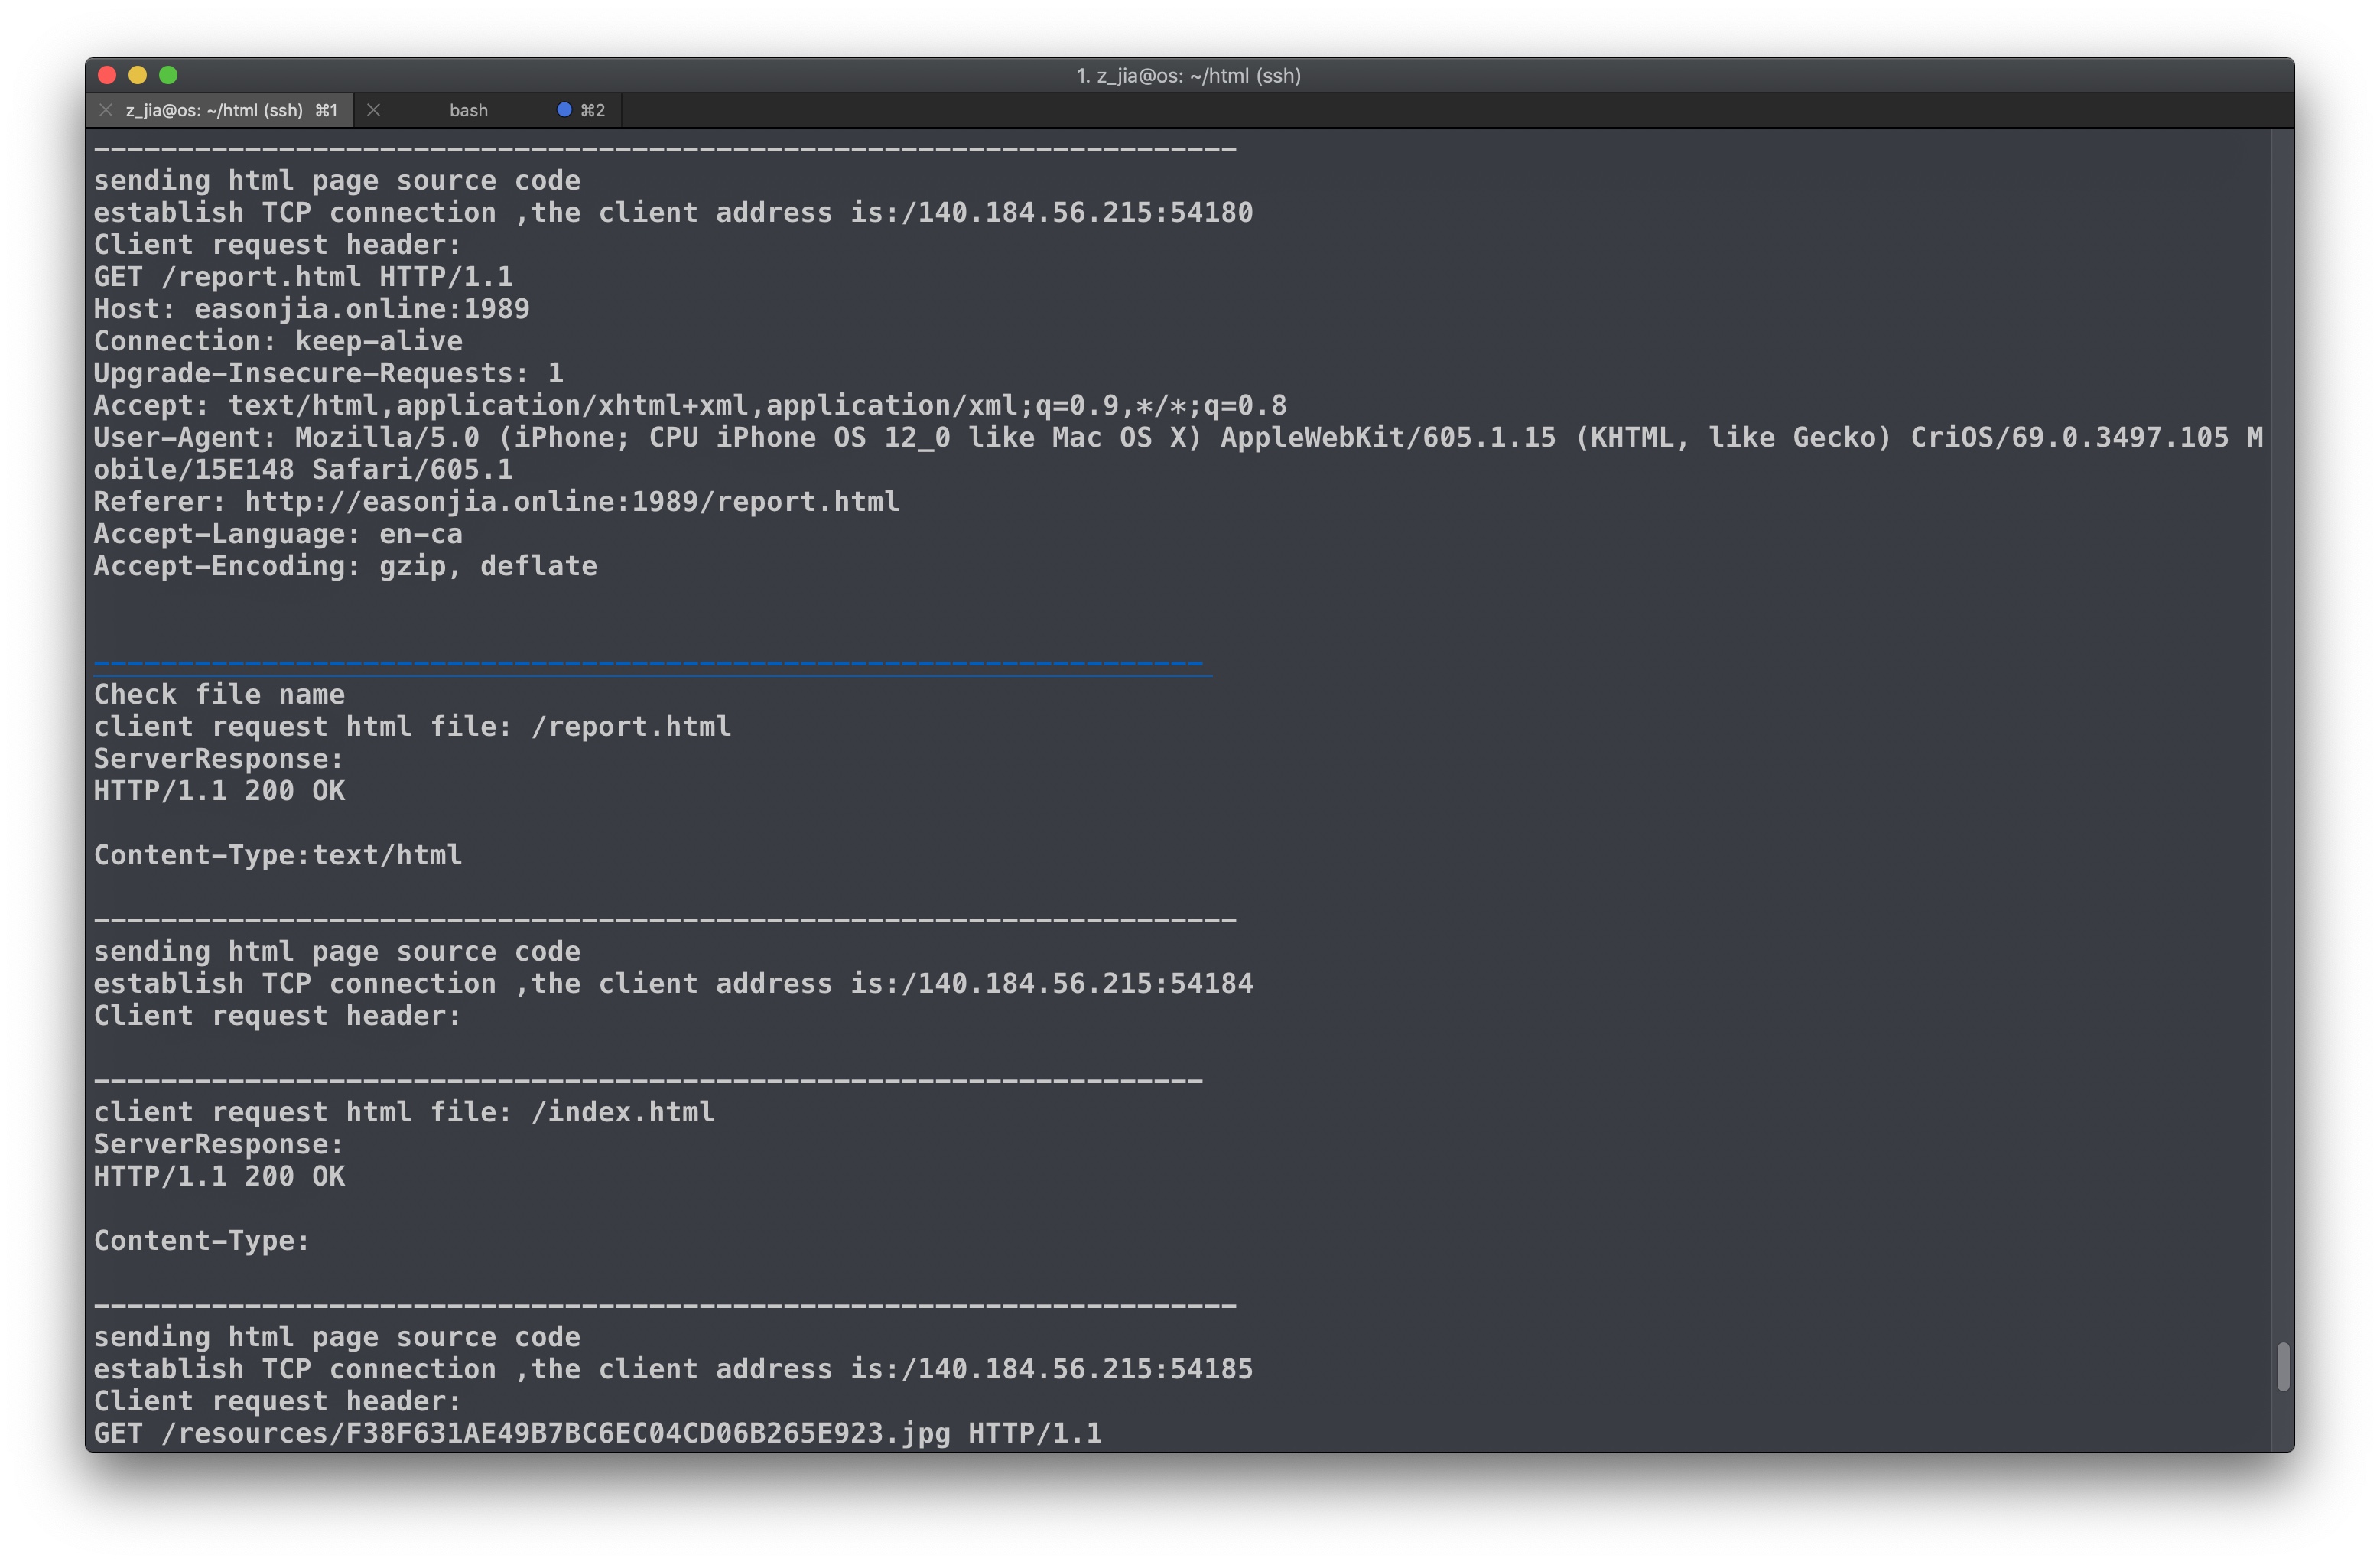 1. z_jia@os: ~/html (ssh)
z_jia@os: ~/html (ssh) ⌘1 bash ⌘2
--------------------------------------------------------------------
sending html page source code
establish TCP connection ,the client address is:/140.184.56.215:54180
Client request header:
GET /report.html HTTP/1.1
Host: easonjia.online:1989
Connection: keep-alive
Upgrade-Insecure-Requests: 1
Accept: text/html,application/xhtml+xml,application/xml;q=0.9,*/*;q=0.8
User-Agent: Mozilla/5.0 (iPhone; CPU iPhone OS 12_0 like Mac OS X) AppleWebKit/605.1.15 (KHTML, like Gecko) CriOS/69.0.3497.105 M
obile/15E148 Safari/605.1
Referer: http://easonjia.online:1989/report.html
Accept-Language: en-ca
Accept-Encoding: gzip, deflate
------------------------------------------------------------------
Check file name
client request html file: /report.html
ServerResponse:
HTTP/1.1 200 OK
Content-Type:text/html
--------------------------------------------------------------------
sending html page source code
establish TCP connection ,the client address is:/140.184.56.215:54184
Client request header:
------------------------------------------------------------------
client request html file: /index.html
ServerResponse:
HTTP/1.1 200 OK
Content-Type:
--------------------------------------------------------------------
sending html page source code
establish TCP connection ,the client address is:/140.184.56.215:54185
Client request header:
GET /resources/F38F631AE49B7BC6EC04CD06B265E923.jpg HTTP/1.1